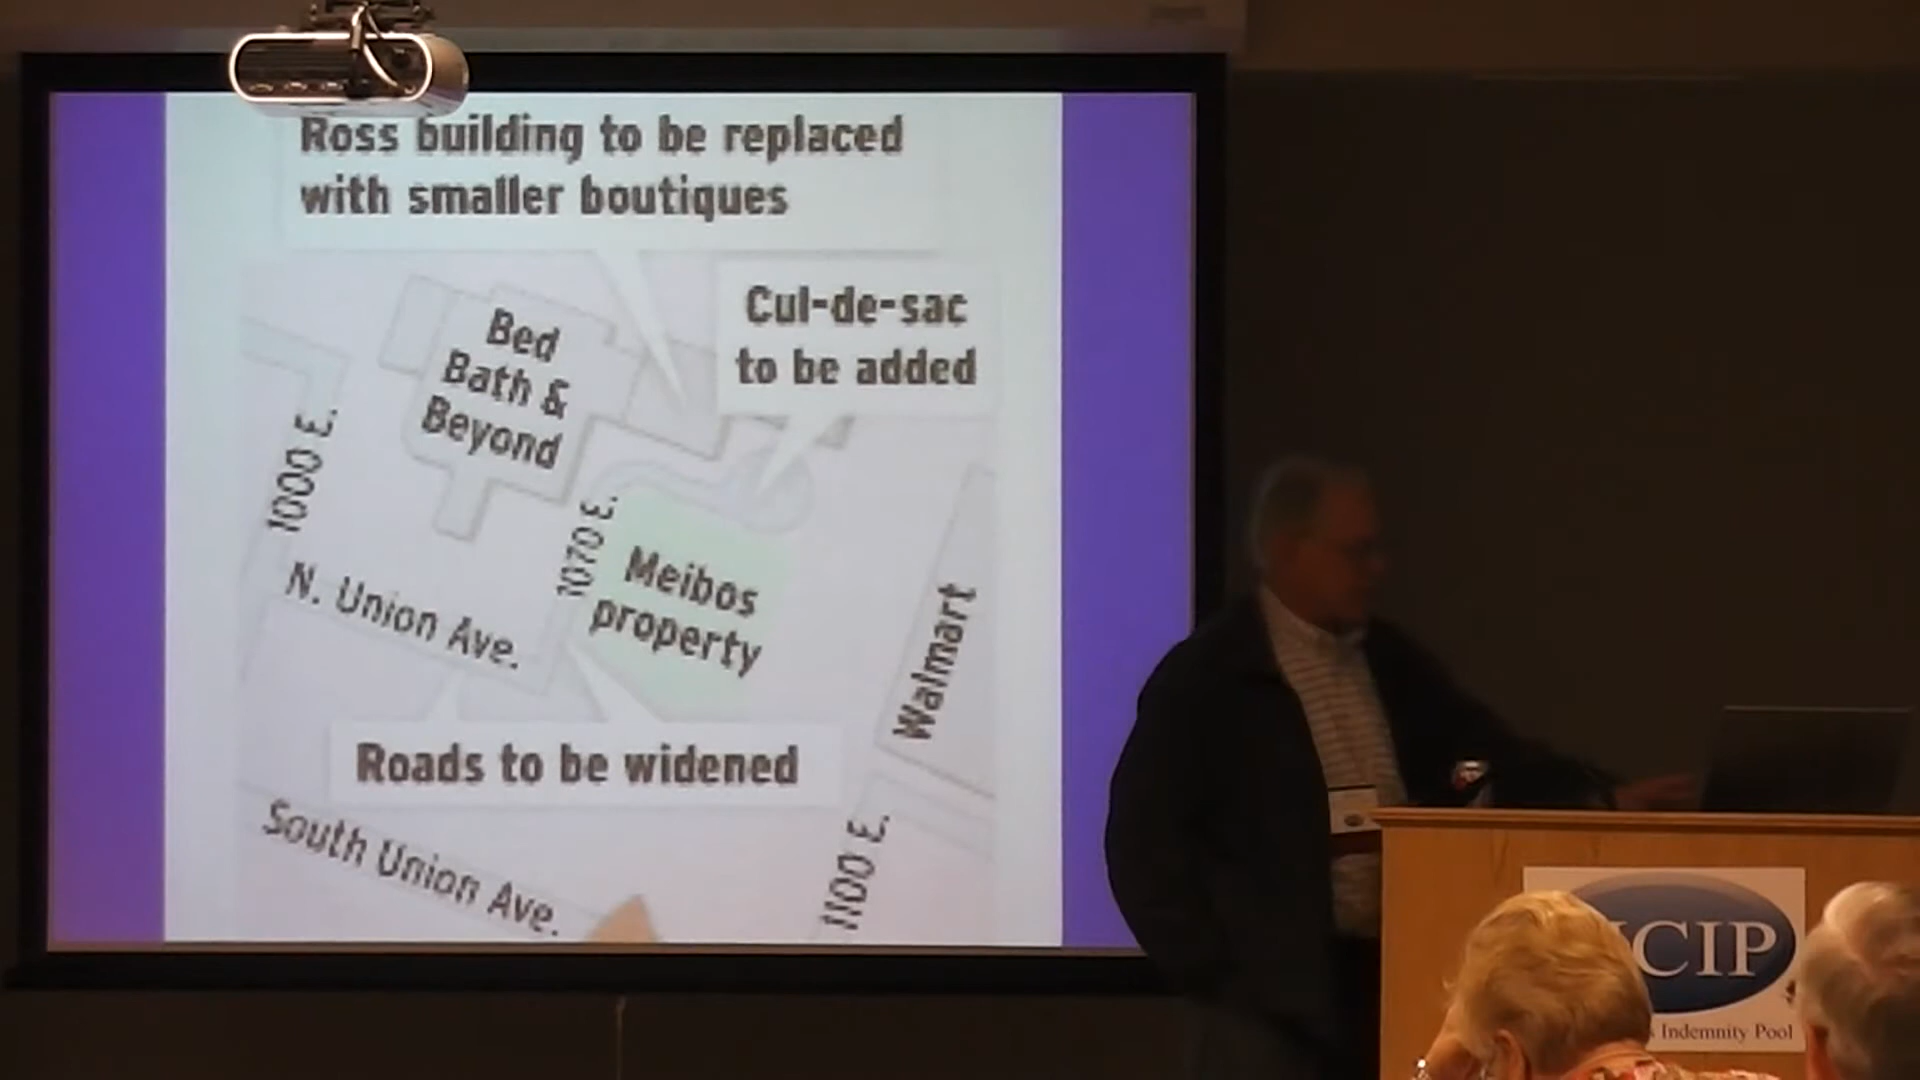 Ross building to be replaced
with smaller boutiques
Cul-de-sac
to be added
Bed
Bath &
Beyond
1000 E.
1070 E.
N. Union Ave.
Meibos
property
Walmart
Roads to be widened
South Union Ave.
1100 E.
CIP
Indemnity Pool